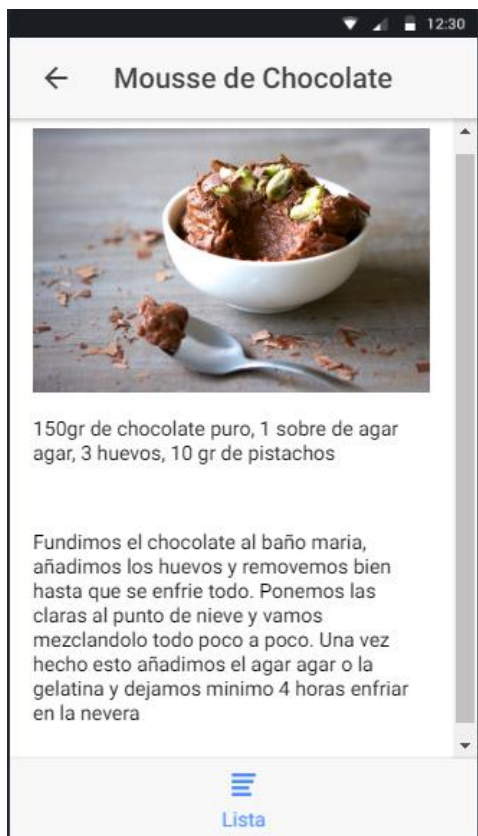 12:30
Mousse de Chocolate
150gr de chocolate puro, 1 sobre de agar
agar, 3 huevos, 10 gr de pistachos
Fundimos el chocolate al baño maria,
añadimos los huevos y removemos bien
hasta que se enfrie todo. Ponemos las
claras al punto de nieve y vamos
mezclandolo todo poco a poco. Una vez
hecho esto añadimos el agar agar o la
gelatina y dejamos minimo 4 horas enfriar
en la nevera
Lista